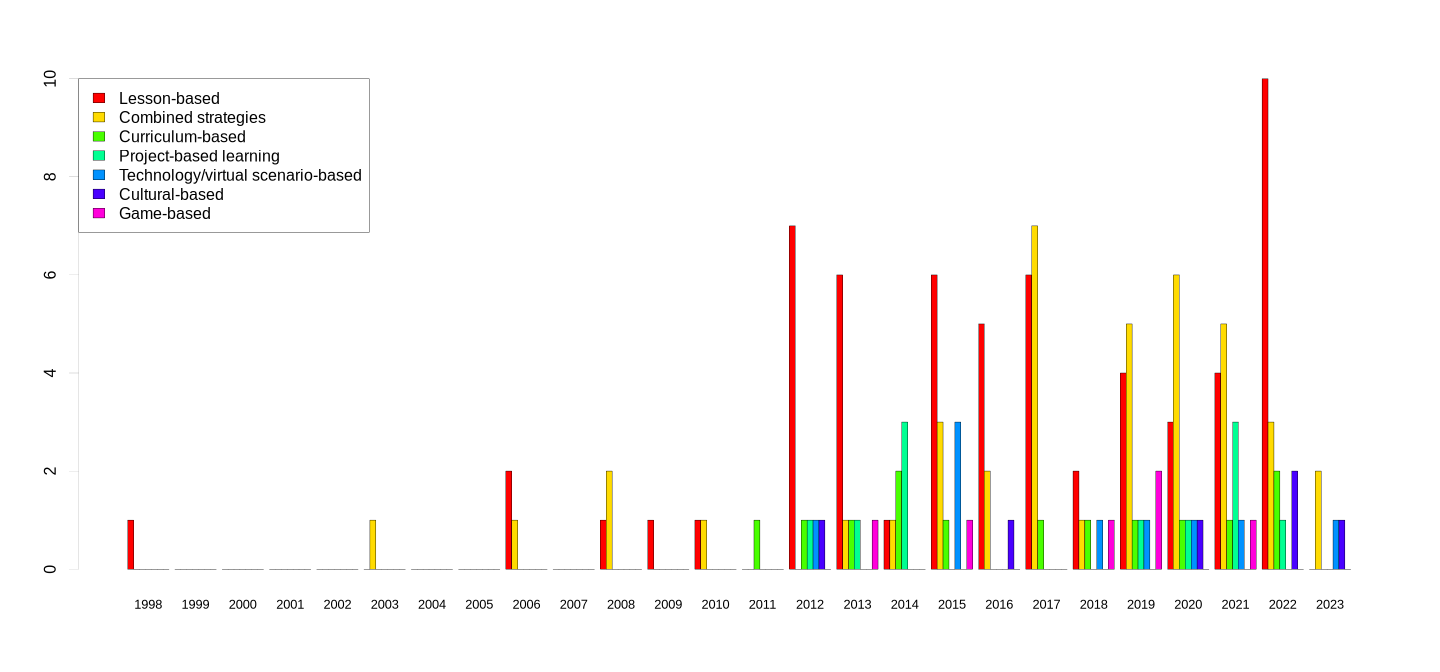 10
8
6
4
2
0
Lesson-based
Combined strategies
Curriculum-based
Project-based learning
Technology/virtual scenario-based
Cultural-based
Game-based
1998 1999 2000 2001 2002 2003 2004 2005 2006 2007 2008 2009 2010 2011 2012 2013 2014 2015 2016 2017 2018 2019 2020 2021 2022 2023